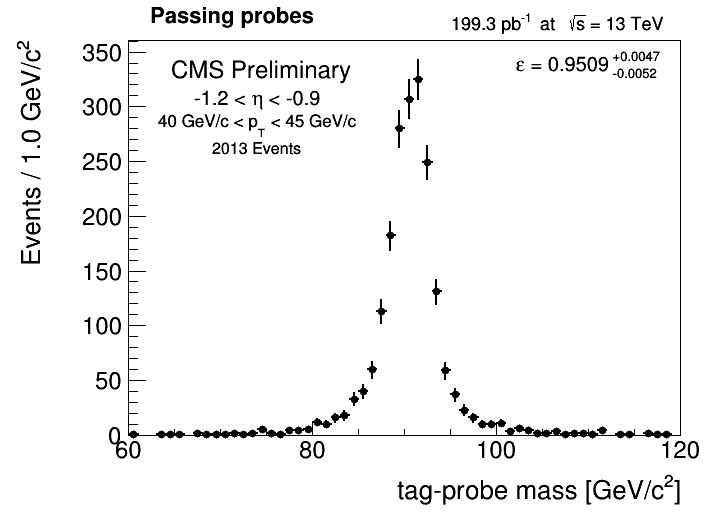 Passing probes
199.3 pb⁻¹ at √s = 13 TeV
CMS Preliminary
-1.2 < η < -0.9
40 GeV/c < p_T < 45 GeV/c
2013 Events
ε = 0.9509 +0.0047 -0.0052
Events / 1.0 GeV/c²
350
300
250
200
150
100
50
0
60 80 100 120
tag-probe mass [GeV/c²]